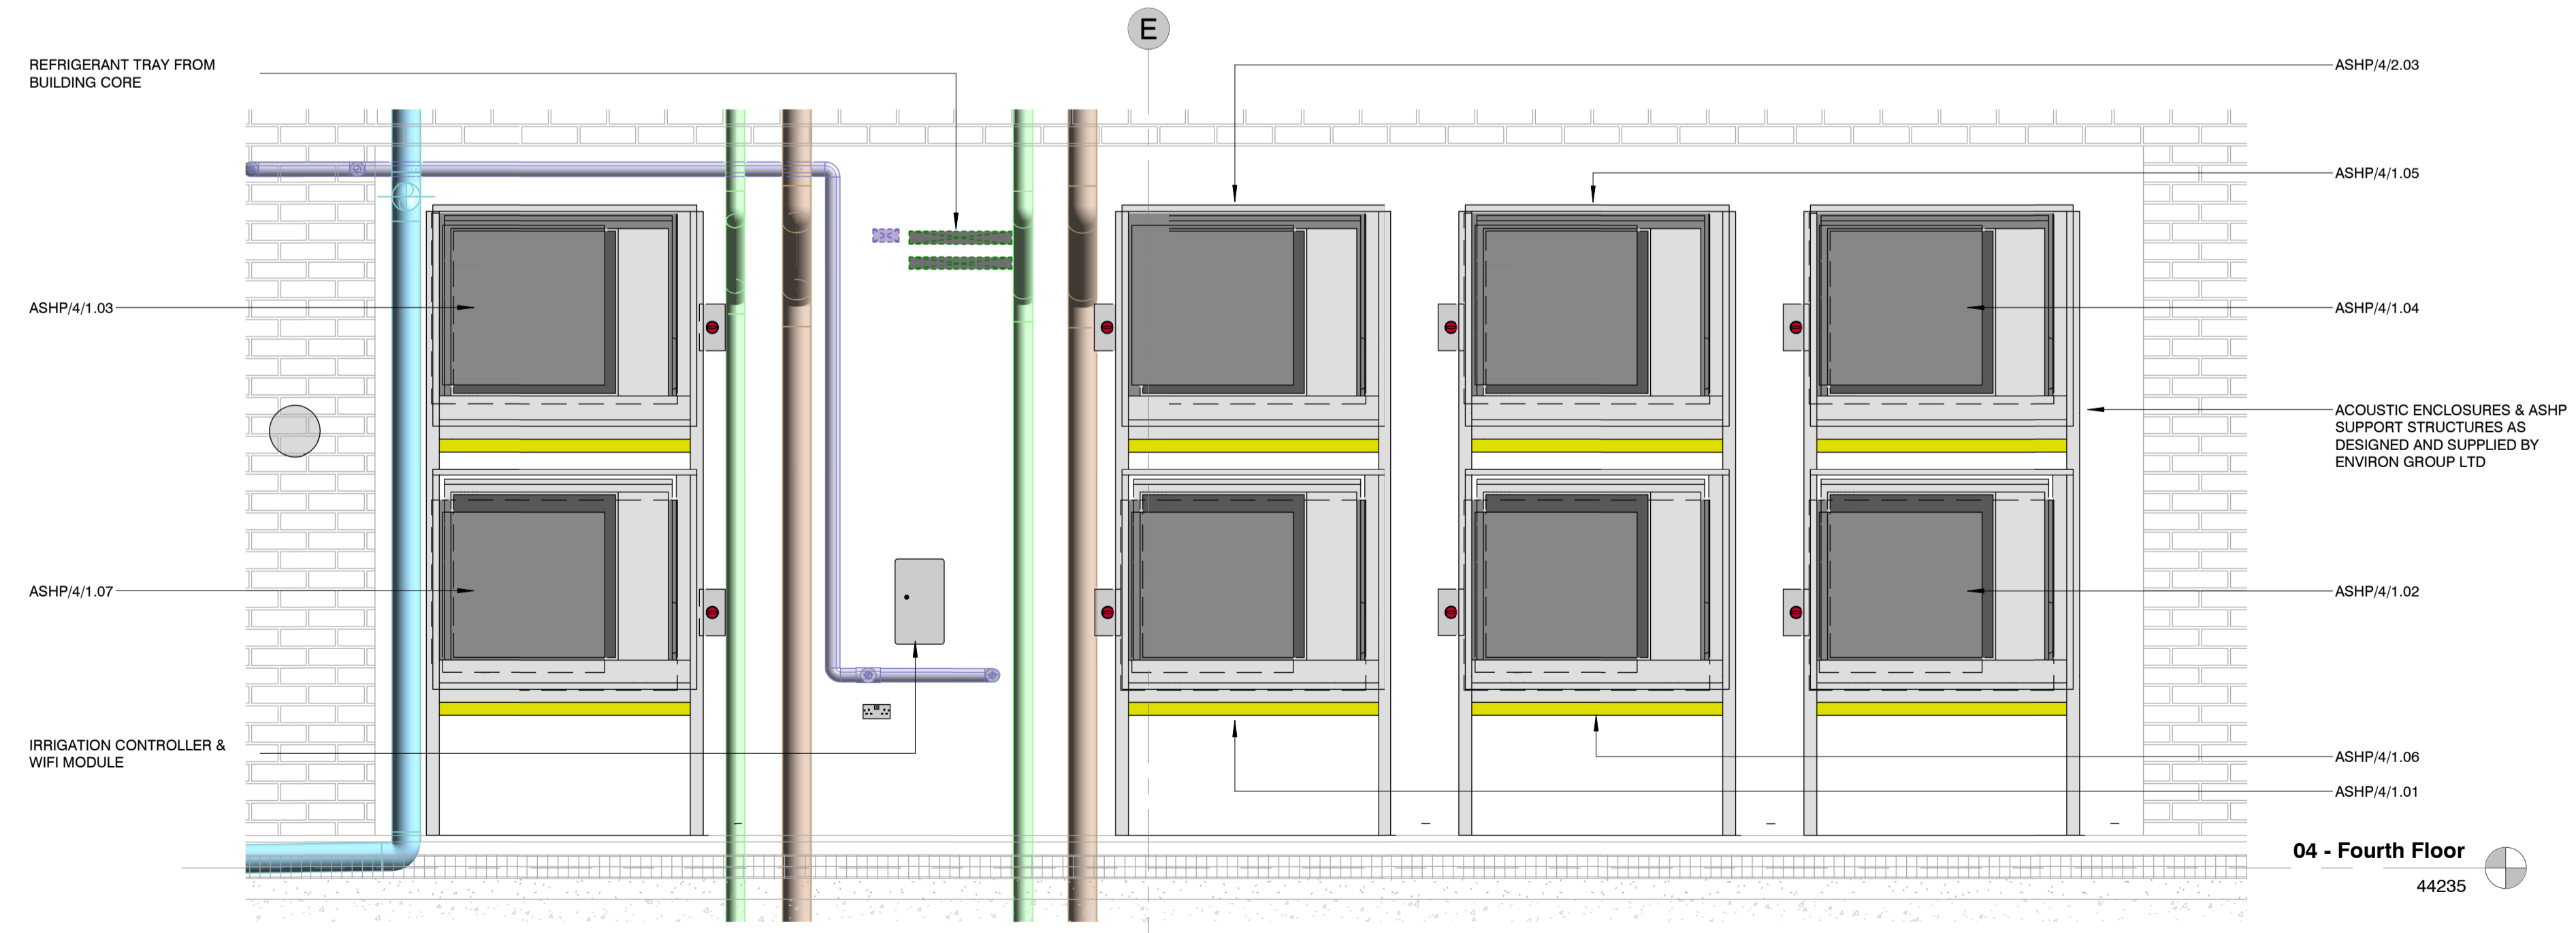 E
REFRIGERANT TRAY FROM
BUILDING CORE
ASHP/4/2.03
ASHP/4/1.05
ASHP/4/1.03
ASHP/4/1.04
ACOUSTIC ENCLOSURES & ASHP
SUPPORT STRUCTURES AS
DESIGNED AND SUPPLIED BY
ENVIRON GROUP LTD
ASHP/4/1.07
ASHP/4/1.02
IRRIGATION CONTROLLER &
WIFI MODULE
ASHP/4/1.06
ASHP/4/1.01
04 - Fourth Floor
44235